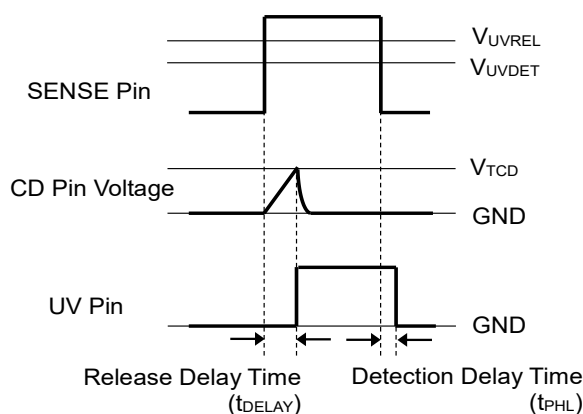 VUVREL
VUVDET
SENSE Pin
VTCD
CD Pin Voltage
GND
UV Pin
GND
Release Delay Time
(tDELAY)
Detection Delay Time
(tPHL)